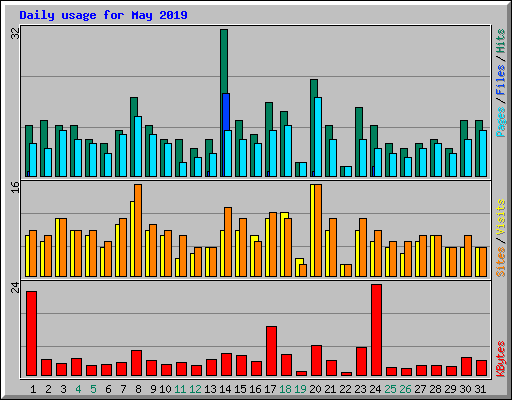 Daily usage for May 2019
32
Pages / Files / Hits
16
Sites / Visits
24
KBytes
1 2 3 4 5 6 7 8 9 10 11 12 13 14 15 16 17 18 19 20 21 22 23 24 25 26 27 28 29 30 31